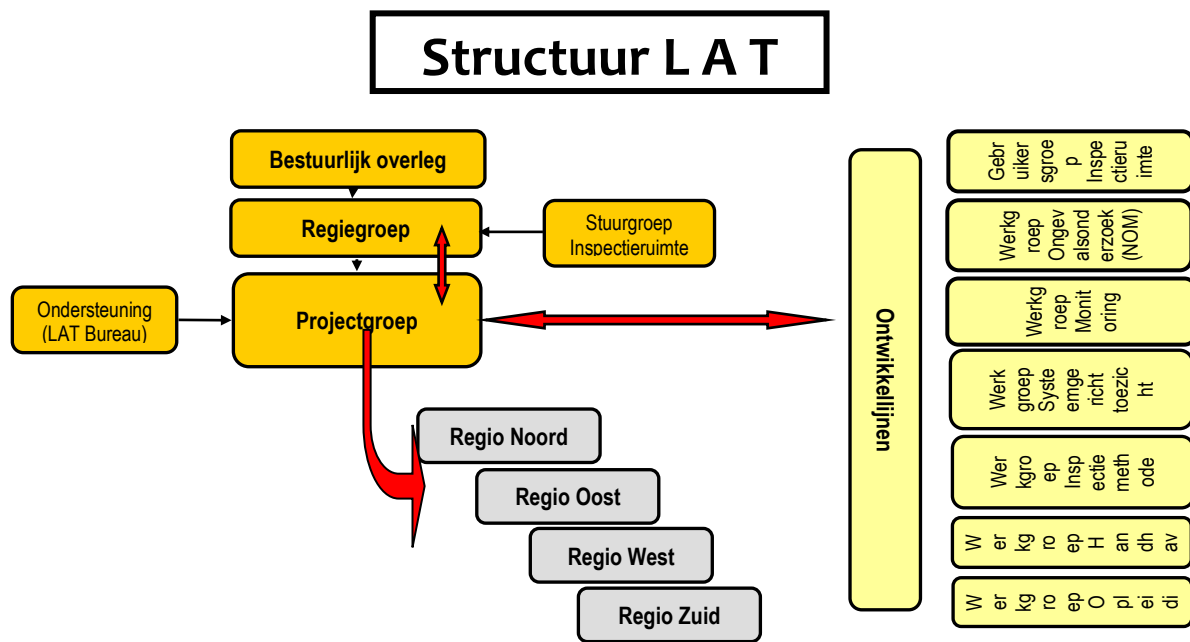 Structuur L A T
Bestuurlijk overleg
Regiegroep
Stuurgroep
Inspectieruimte
Ondersteuning
(LAT Bureau)
Projectgroep
Regio Noord
Regio Oost
Regio West
Regio Zuid
Ontwikkellijnen
Gebr
uiker
sgroe
p
Inspe
ctieru
imte
Werkg
roep
Ongev
alsond
erzoek
(NOM)
Werkg
roep
Monit
oring
Werk
groep
Syste
emge
richt
toezic
ht
Wer
kgro
ep
Insp
ectie
meth
ode
W
er
kg
ro
ep
H
an
dh
av
W
er
kg
ro
ep
O
pl
ei
di